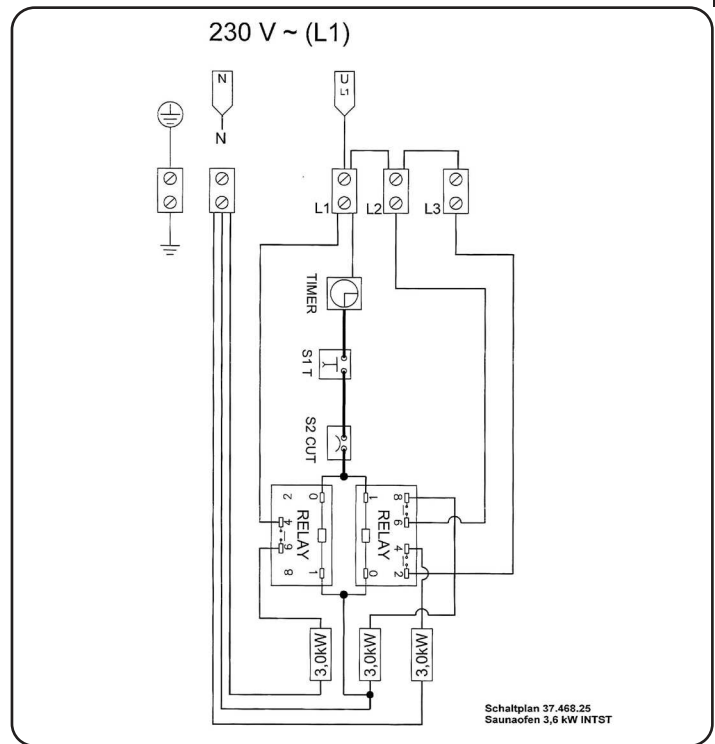 230 V ~ (L1)
N
U
L1
N
L1
L2
L3
TIMER
S1 T
S2 CUT
2
0
1
8
RELAY
4
6
RELAY
6
4
8
1
0
2
3,0kW
3,0kW
3,0kW
Schaltplan 37.468.25
Saunaofen 3,6 kW INTST